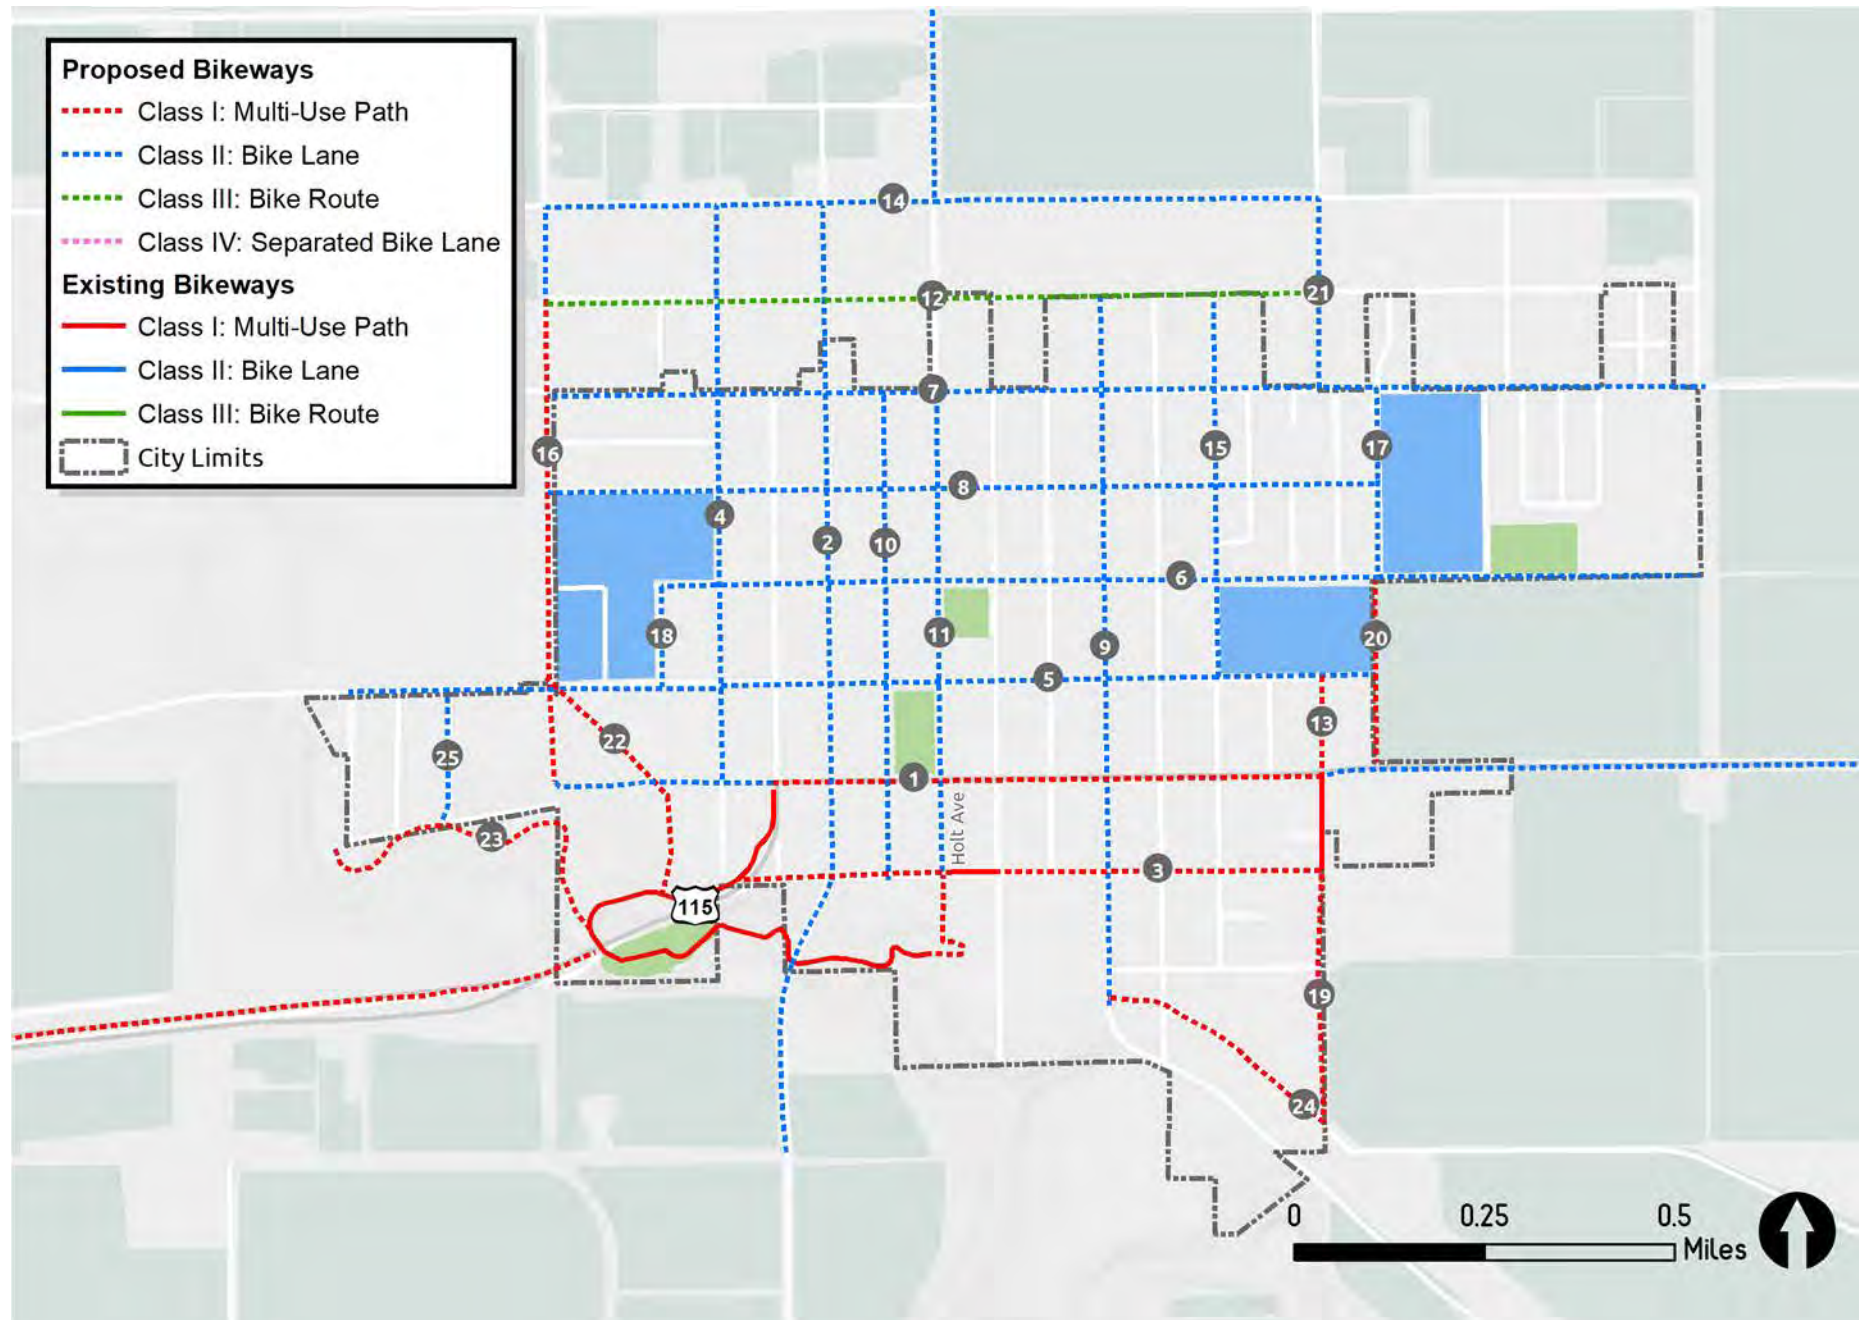 Proposed Bikeways
Class I: Multi-Use Path
Class II: Bike Lane
Class III: Bike Route
Class IV: Separated Bike Lane
Existing Bikeways
Class I: Multi-Use Path
Class II: Bike Lane
Class III: Bike Route
City Limits
14
12
21
7
16
15
17
8
4
2
10
6
18
11
9
20
5
13
22
25
1
23
Holt Ave
3
115
19
24
0 0.25 0.5
Miles